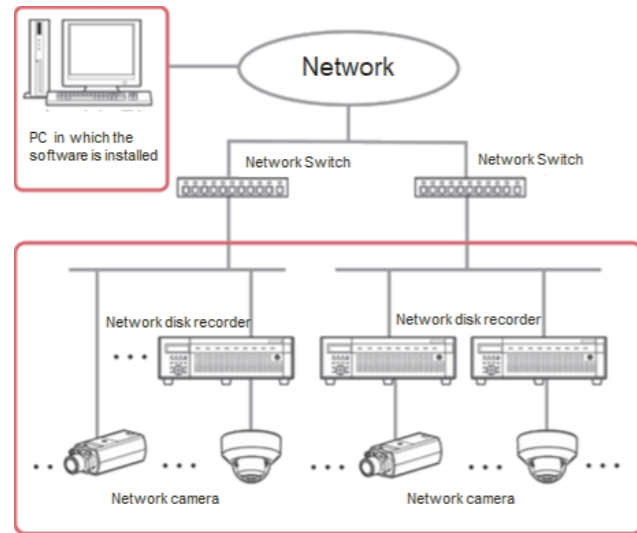 Network
PC in which the
software is installed
Network Switch
Network Switch
Network disk recorder
Network disk recorder
Network camera
Network camera